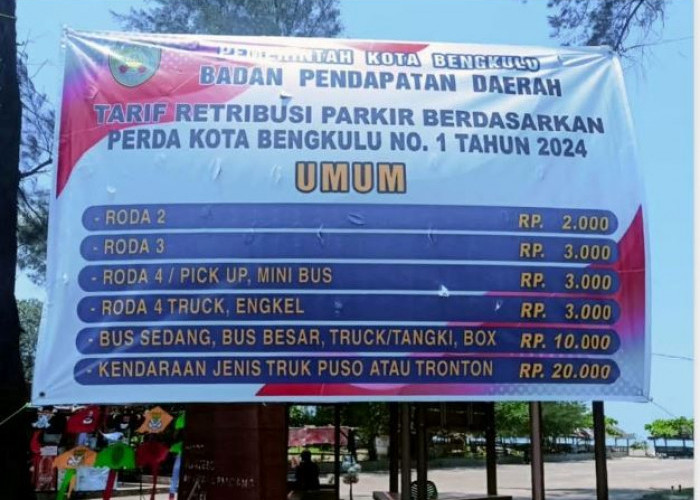 PEMERINTAH KOTA BENGKULU
BADAN PENDAPATAN DAERAH
TARIF RETRIBUSI PARKIR BERDASARKAN
PERDA KOTA BENGKULU NO. 1 TAHUN 2024
UMUM
- RODA 2 RP. 2.000
- RODA 3 RP. 3.000
- RODA 4 / PICK UP, MINI BUS RP. 3.000
- RODA 4 TRUCK, ENGKEL RP. 3.000
- BUS SEDANG, BUS BESAR, TRUCK/TANGKI, BOX RP. 10.000
- KENDARAAN JENIS TRUK PUSO ATAU TRONTON RP. 20.000